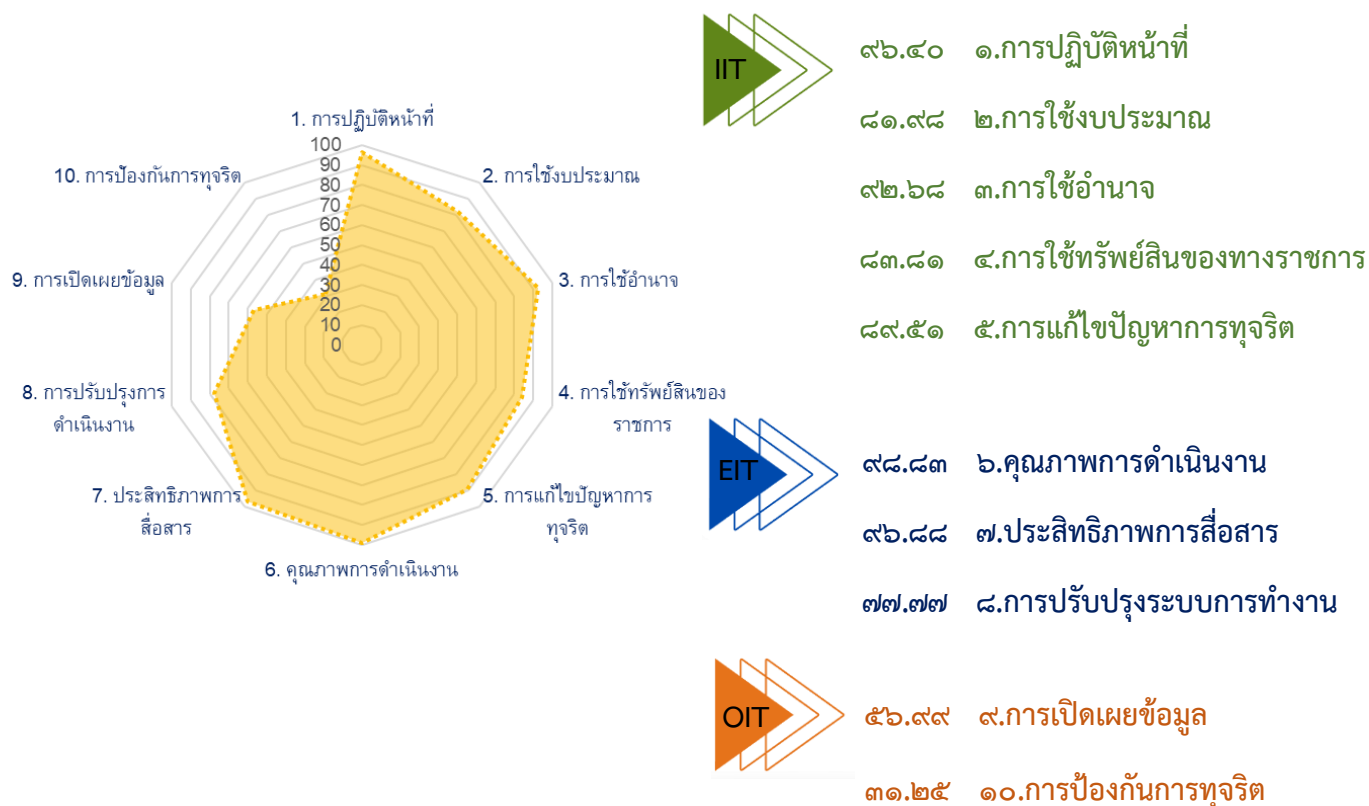 1. การปฏิบัติหน้าที่
2. การใช้งบประมาณ
3. การใช้อำนาจ
4. การใช้ทรัพย์สินของ
ราชการ
5. การแก้ไขปัญหาการ
ทุจริต
6. คุณภาพการดำเนินงาน
7. ประสิทธิภาพการ
สื่อสาร
8. การปรับปรุงการ
ดำเนินงาน
9. การเปิดเผยข้อมูล
10. การป้องกันการทุจริต
100
90
80
70
60
50
40
30
20
10
0
IIT
๙๖.๔๐ ๑.การปฏิบัติหน้าที่
๘๑.๙๘ ๒.การใช้งบประมาณ
๙๒.๖๘ ๓.การใช้อำนาจ
๘๓.๘๑ ๔.การใช้ทรัพย์สินของทางราชการ
๘๙.๕๑ ๕.การแก้ไขปัญหาการทุจริต
EIT
๙๘.๘๓ ๖.คุณภาพการดำเนินงาน
๙๖.๘๘ ๗.ประสิทธิภาพการสื่อสาร
๗๗.๗๗ ๘.การปรับปรุงระบบการทำงาน
OIT
๕๖.๙๙ ๙.การเปิดเผยข้อมูล
๓๑.๒๕ ๑๐.การป้องกันการทุจริต